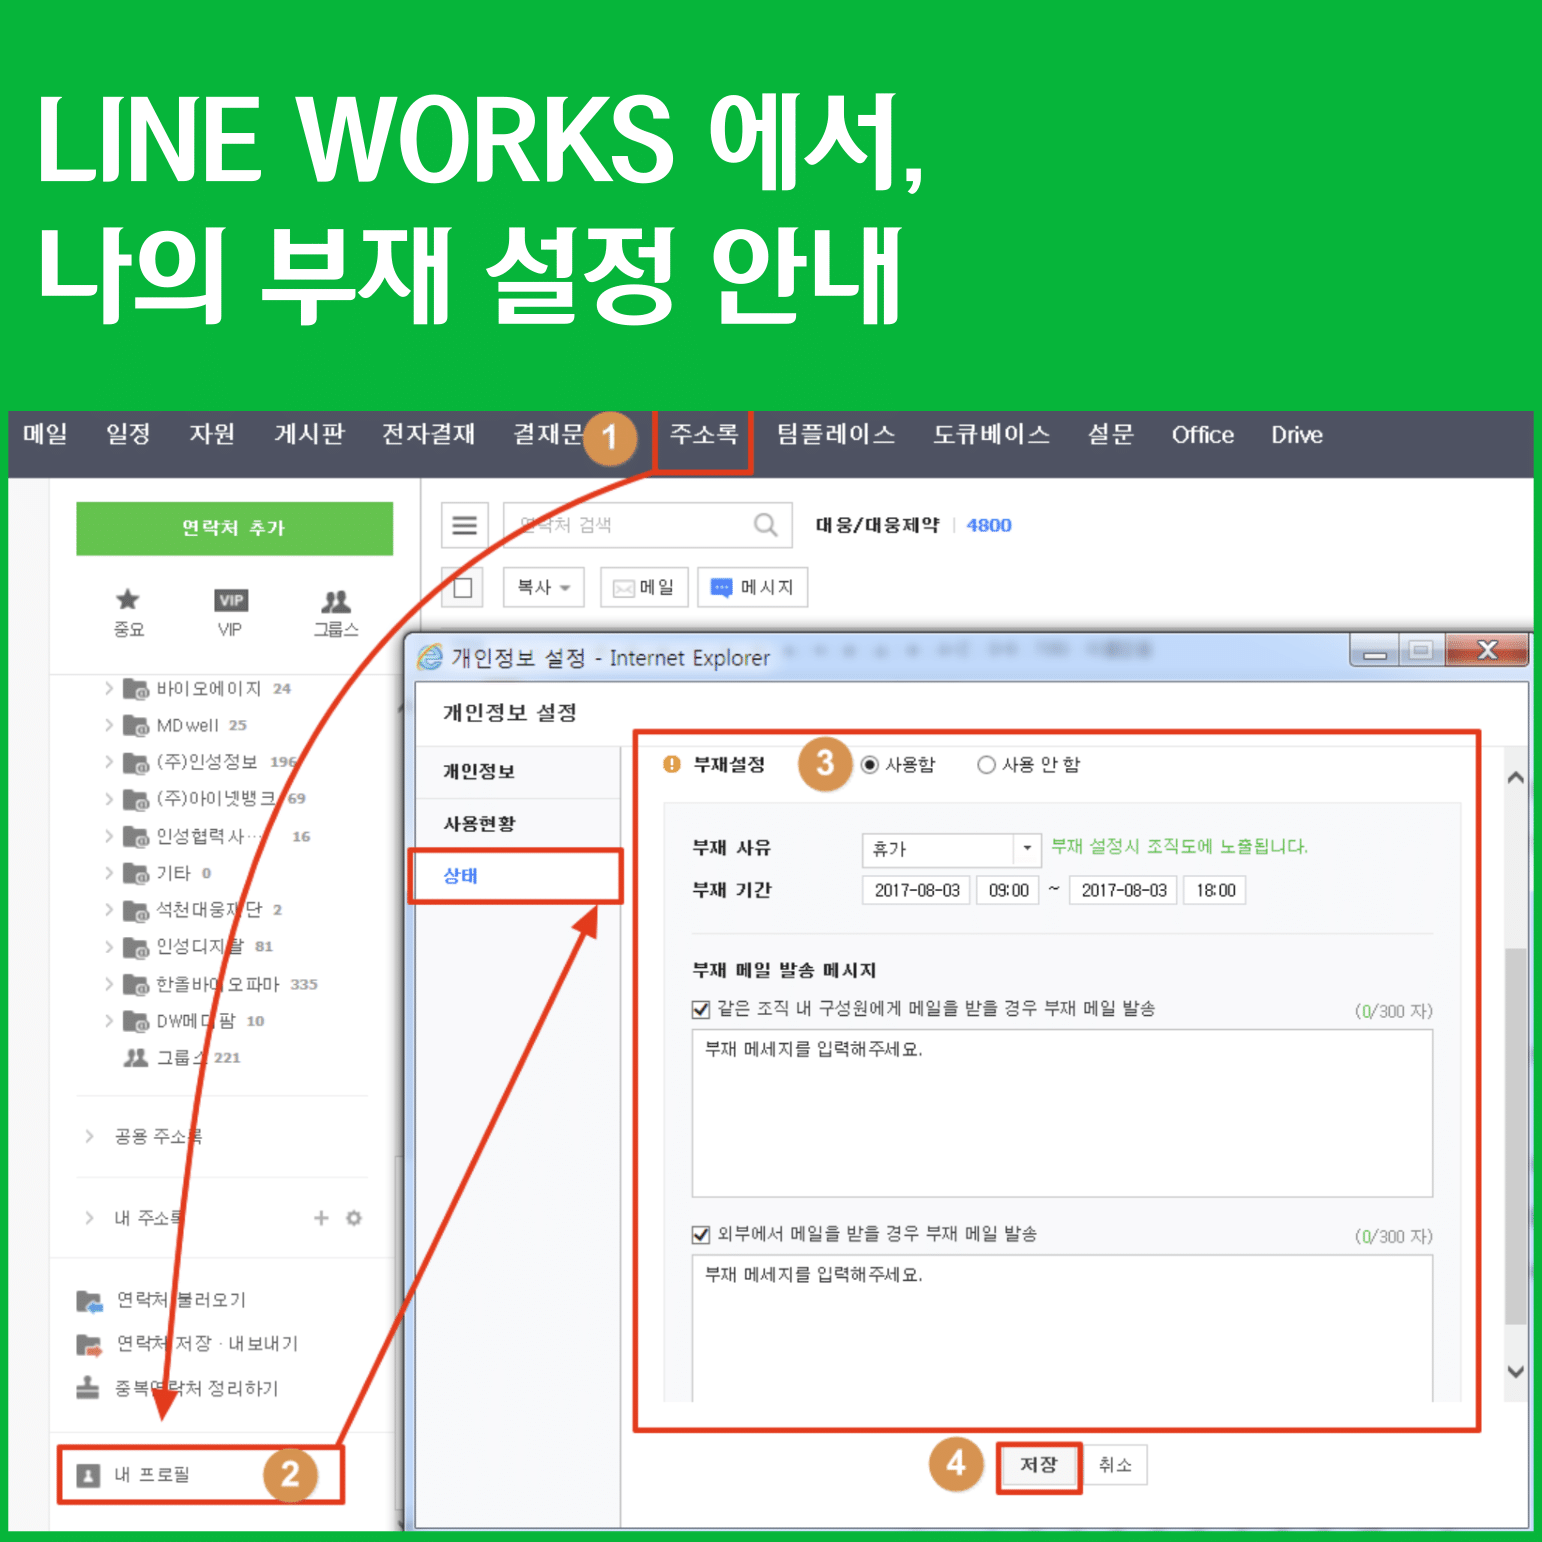 LINE WORKS 에서,
나의 부재 설정 안내
메일 일정 자원 게시판 전자결재 결재문 1 주소록 팀플레이스 도큐베이스 설문 Office Drive
연락처 추가
연락처 검색
대웅/대웅제약 | 4800
복사 메일 메시지
VIP
중요 VIP 그룹스
바이오에이지 24
MDwell 25
(주)인성정보 196
(주)아이넷뱅크 69
인성협력사… 16
기타 0
석천대웅재단 2
인성디지탈 81
한올바이오파마 335
DW메디팜 10
그룹스 221
공용 주소록
내 주소록
연락처 불러오기
연락처 저장 · 내보내기
중복연락처 정리하기
내 프로필 2
개인정보 설정 - Internet Explorer
개인정보 설정
개인정보
사용현황
상태
부재설정 3 사용함 사용 안 함
부재 사유 휴가 부재 설정시 조직도에 노출됩니다.
부재 기간 2017-08-03 09:00 ~ 2017-08-03 18:00
부재 메일 발송 메시지
같은 조직 내 구성원에게 메일을 받을 경우 부재 메일 발송 (0/300 자)
부재 메세지를 입력해주세요.
외부에서 메일을 받을 경우 부재 메일 발송 (0/300 자)
부재 메세지를 입력해주세요.
4 저장 취소